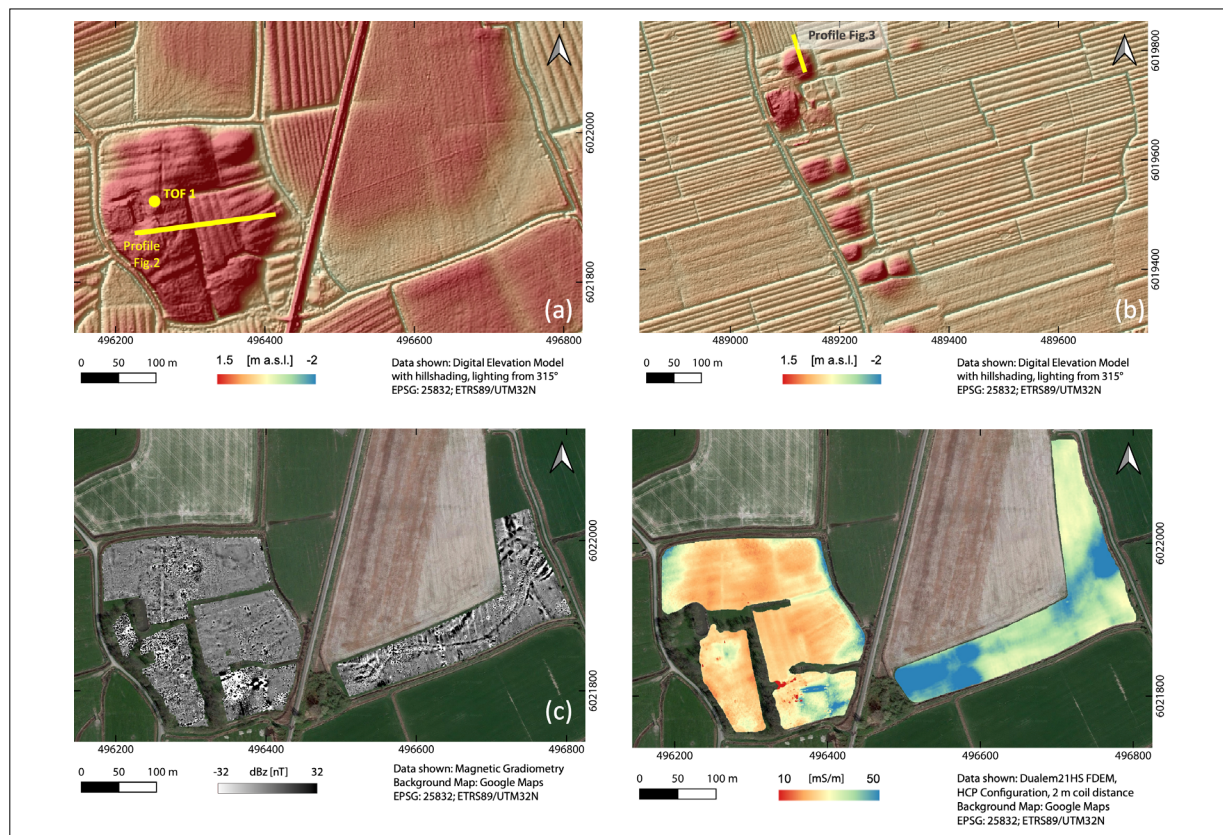 Profile Fig.3
TOF 1
Profile
Fig.2
6022000
6021800
6019800
6019600
6019400
(a)
(b)
496200
496400
496600
496800
489000
489200
489400
489600
0
50
100 m
1.5 [m a.s.l.] -2
Data shown: Digital Elevation Model
with hillshading, lighting from 315°
EPSG: 25832; ETRS89/UTM32N
0
50
100 m
1.5 [m a.s.l.] -2
Data shown: Digital Elevation Model
with hillshading, lighting from 315°
EPSG: 25832; ETRS89/UTM32N
6022000
6021800
6022000
6021800
(c)
496200
496400
496600
496800
496200
496400
496600
496800
0
50
100 m
-32 dBz [nT] 32
Data shown: Magnetic Gradiometry
Background Map: Google Maps
EPSG: 25832; ETRS89/UTM32N
0
50
100 m
10 [mS/m] 50
Data shown: Dualem21HS FDEM,
HCP Configuration, 2 m coil distance
Background Map: Google Maps
EPSG: 25832; ETRS89/UTM32N